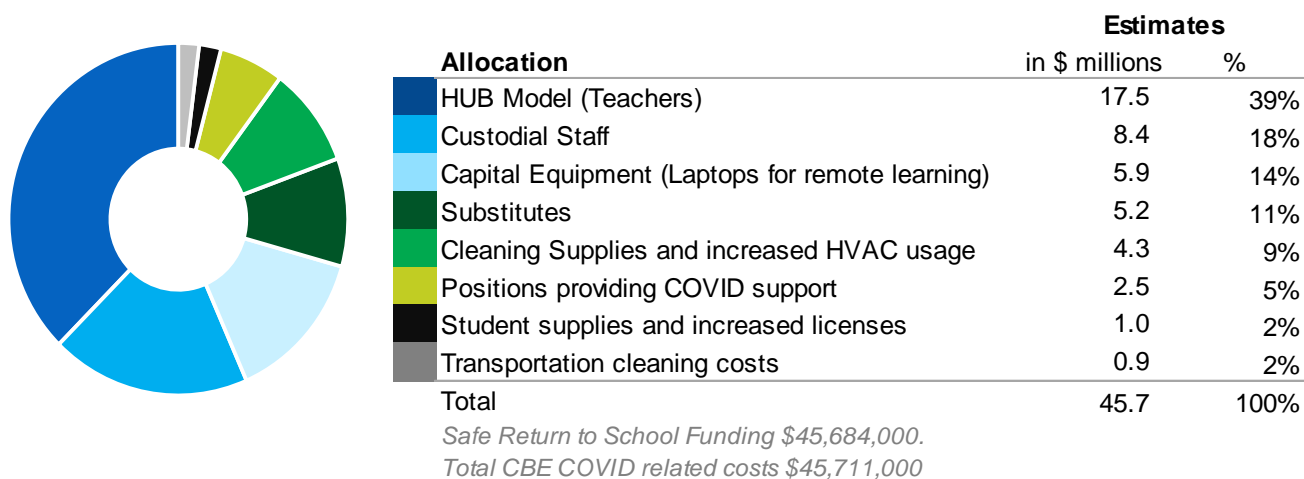 Estimates
Allocation in $ millions %
HUB Model (Teachers) 17.5 39%
Custodial Staff 8.4 18%
Capital Equipment (Laptops for remote learning) 5.9 14%
Substitutes 5.2 11%
Cleaning Supplies and increased HVAC usage 4.3 9%
Positions providing COVID support 2.5 5%
Student supplies and increased licenses 1.0 2%
Transportation cleaning costs 0.9 2%
Total 45.7 100%
Safe Return to School Funding $45,684,000.
Total CBE COVID related costs $45,711,000